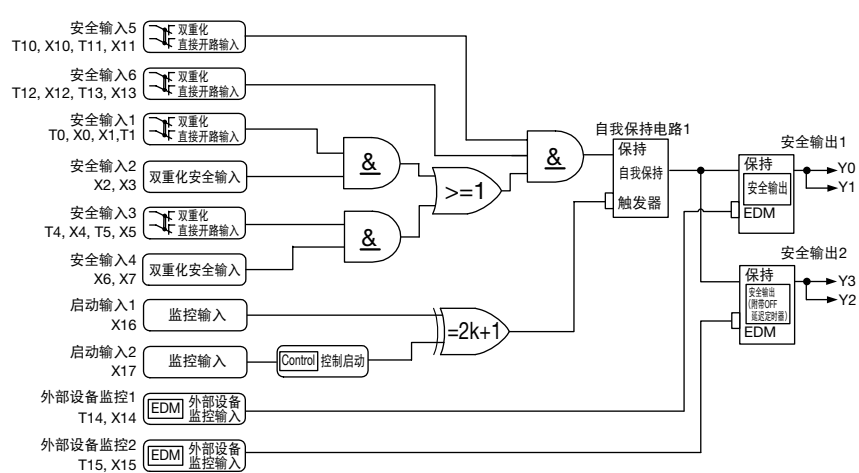 安全输入5
T10, X10, T11, X11
双重化
直接开路输入
安全输入6
T12, X12, T13, X13
双重化
直接开路输入
安全输入1
T0, X0, X1,T1
双重化
直接开路输入
安全输入2
X2, X3
双重化安全输入
安全输入3
T4, X4, T5, X5
双重化
直接开路输入
安全输入4
X6, X7
双重化安全输入
启动输入1
X16
监控输入
启动输入2
X17
监控输入
Control 控制启动
外部设备监控1
T14, X14
EDM 外部设备
监控输入
外部设备监控2
T15, X15
EDM 外部设备
监控输入
&
&
>=1
&
=2k+1
自我保持电路1
保持
自我保持
触发器
安全输出1
保持
安全输出
EDM
Y0
Y1
安全输出2
保持
安全输出
(附带OFF
延迟定时器)
EDM
Y3
Y2